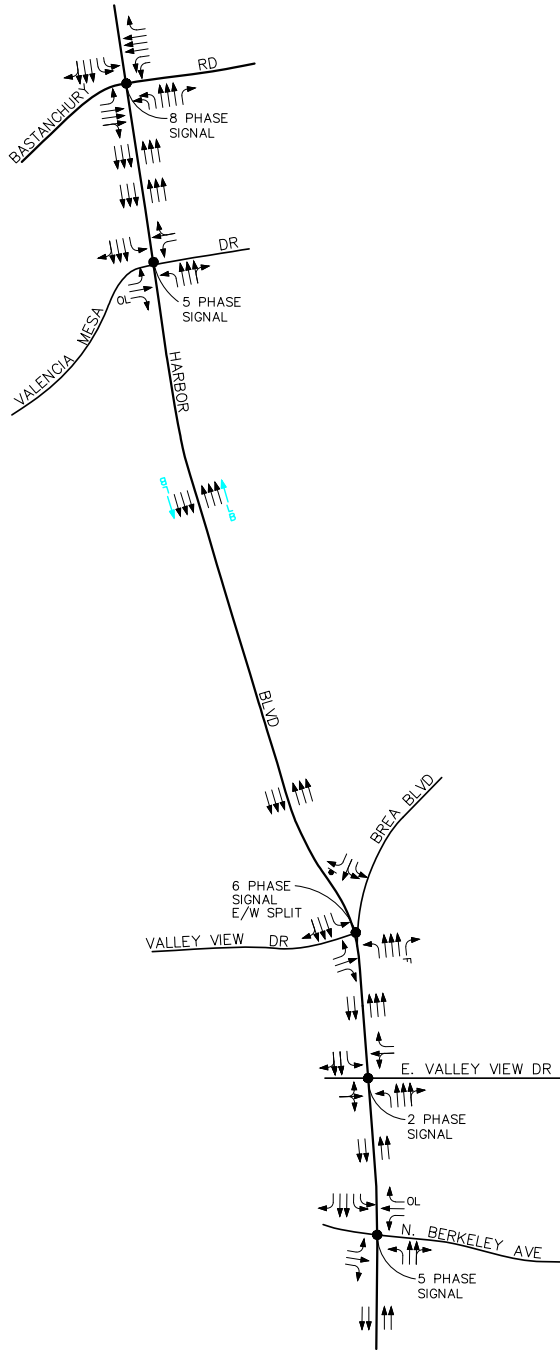 RD
BASTANCHURY
8 PHASE
SIGNAL
DR
OL
5 PHASE
SIGNAL
VALENCIA MESA
HARBOR
BLVD
BREA BLVD
6 PHASE
SIGNAL
E/W SPLIT
VALLEY VIEW DR
F
E. VALLEY VIEW DR
2 PHASE
SIGNAL
OL
N. BERKELEY AVE
5 PHASE
SIGNAL